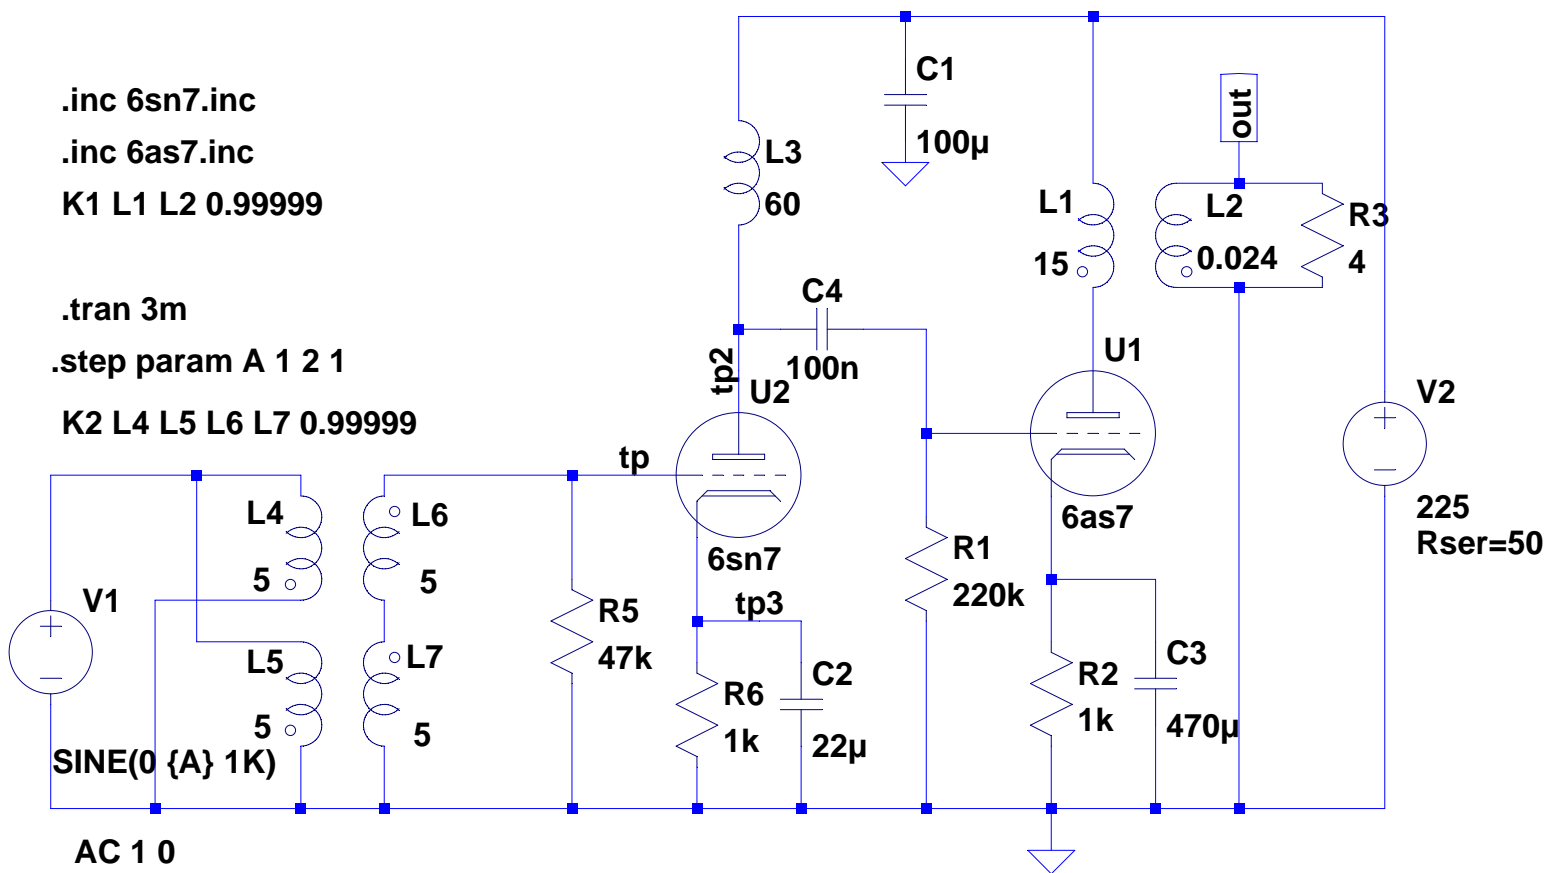 .inc 6sn7.inc
.inc 6as7.inc
K1 L1 L2 0.99999
.tran 3m
.step param A 1 2 1
K2 L4 L5 L6 L7 0.99999
C1
100µ
L3
60
out
L1
15
L2
0.024
R3
4
C4
100n
tp2
U2
6sn7
U1
6as7
V2
225
Rser=50
tp
L4
5
L6
5
V1
L5
5
L7
5
SINE(0 {A} 1K)
AC 1 0
R5
47k
tp3
R6
1k
C2
22µ
R1
220k
R2
1k
C3
470µ